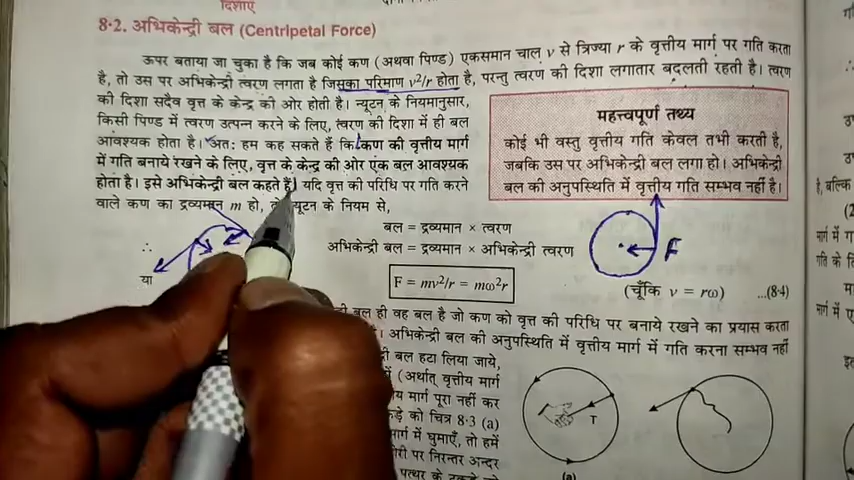 दिशाएं
8·2. अभिकेन्द्री बल (Centripetal Force)
ऊपर बताया जा चुका है कि जब कोई कण (अथवा पिण्ड) एकसमान चाल v से त्रिज्या r के वृत्तीय मार्ग पर गति करता
है, तो उस पर अभिकेन्द्री त्वरण लगता है जिसका परिमाण v²/r होता है, परन्तु त्वरण की दिशा लगातार बदलती रहती है। त्वरण
की दिशा सदैव वृत्त के केन्द्र की ओर होती है। न्यूटन के नियमानुसार,
किसी पिण्ड में त्वरण उत्पन्न करने के लिए, त्वरण की दिशा में ही बल
आवश्यक होता है। अत: हम कह सकते हैं कि कण की वृत्तीय मार्ग
में गति बनाये रखने के लिए, वृत्त के केन्द्र की ओर एक बल आवश्यक
होता है। इसे अभिकेन्द्री बल कहते हैं। यदि वृत्त की परिधि पर गति करने
वाले कण का द्रव्यमान m हो, तो न्यूटन के नियम से,
महत्त्वपूर्ण तथ्य
कोई भी वस्तु वृत्तीय गति केवल तभी करती है,
जबकि उस पर अभिकेन्द्री बल लगा हो। अभिकेन्द्री
बल की अनुपस्थिति में वृत्तीय गति सम्भव नहीं है।
बल = द्रव्यमान × त्वरण
∴ अभिकेन्द्री बल = द्रव्यमान × अभिकेन्द्री त्वरण
F
या F = mv²/r = mω²r
(चूँकि v = rω) ...(8·4)
ही बल ही वह बल है जो कण को वृत्त की परिधि पर बनाये रखने का प्रयास करता
अभिकेन्द्री बल की अनुपस्थिति में वृत्तीय मार्ग में गति करना सम्भव नहीं
बल हटा लिया जाये,
(अर्थात् वृत्तीय मार्ग
मार्ग पूरा नहीं कर
को चित्र 8·3 (a)
मार्ग में घुमाएँ, तो हमें
पर निरन्तर अन्दर
पत्थर के
T
(a)
है, बल्कि
(2
मार्ग में
गति के